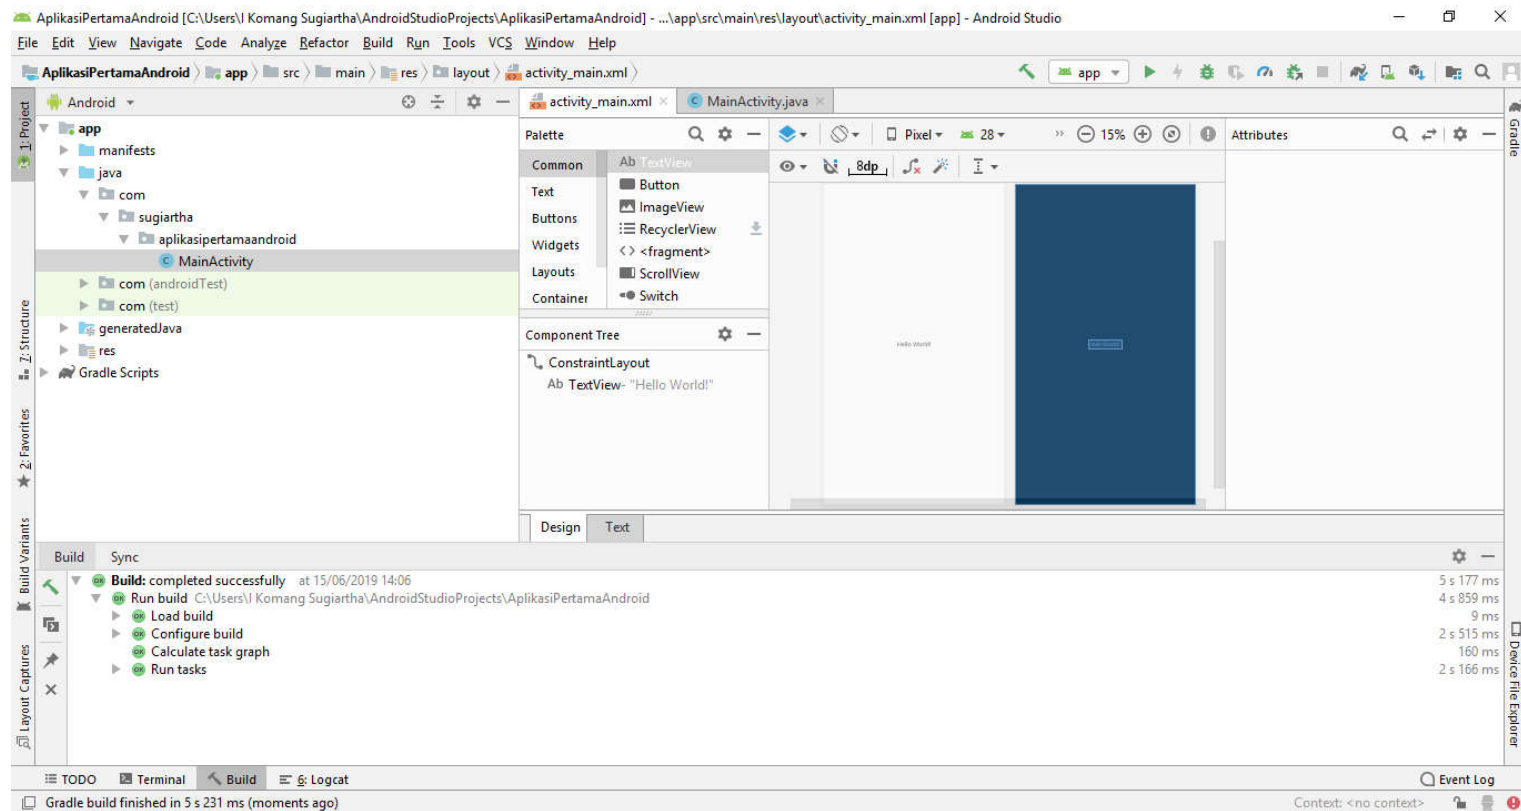 AplikasiPertamaAndroid [C:\Users\I Komang Sugiartha\AndroidStudioProjects\AplikasiPertamaAndroid] - ...\app\src\main\res\layout\activity_main.xml [app] - Android Studio
File Edit View Navigate Code Analyze Refactor Build Run Tools VCS Window Help
AplikasiPertamaAndroid app src main res layout activity_main.xml app
1: Project
Z: Structure
2: Favorites
Build Variants
Layout Captures
Android
app
manifests
java
com
sugiartha
aplikasipertamaandroid
MainActivity
com (androidTest)
com (test)
generatedJava
res
Gradle Scripts
activity_main.xml MainActivity.java
Palette
Common
Text
Buttons
Widgets
Layouts
Container
Ab TextView
Button
ImageView
RecyclerView
<fragment>
ScrollView
Switch
Component Tree
ConstraintLayout
Ab TextView- "Hello World!"
Pixel 28 15%
8dp
Hello World!
Attributes
Gradle
Device File Explorer
Design Text
Build Sync
Build: completed successfully at 15/06/2019 14:06 5 s 177 ms
Run build C:\Users\I Komang Sugiartha\AndroidStudioProjects\AplikasiPertamaAndroid 4 s 859 ms
Load build 9 ms
Configure build 2 s 515 ms
Calculate task graph 160 ms
Run tasks 2 s 166 ms
TODO Terminal Build 6: Logcat Event Log
Gradle build finished in 5 s 231 ms (moments ago) Context: <no context>